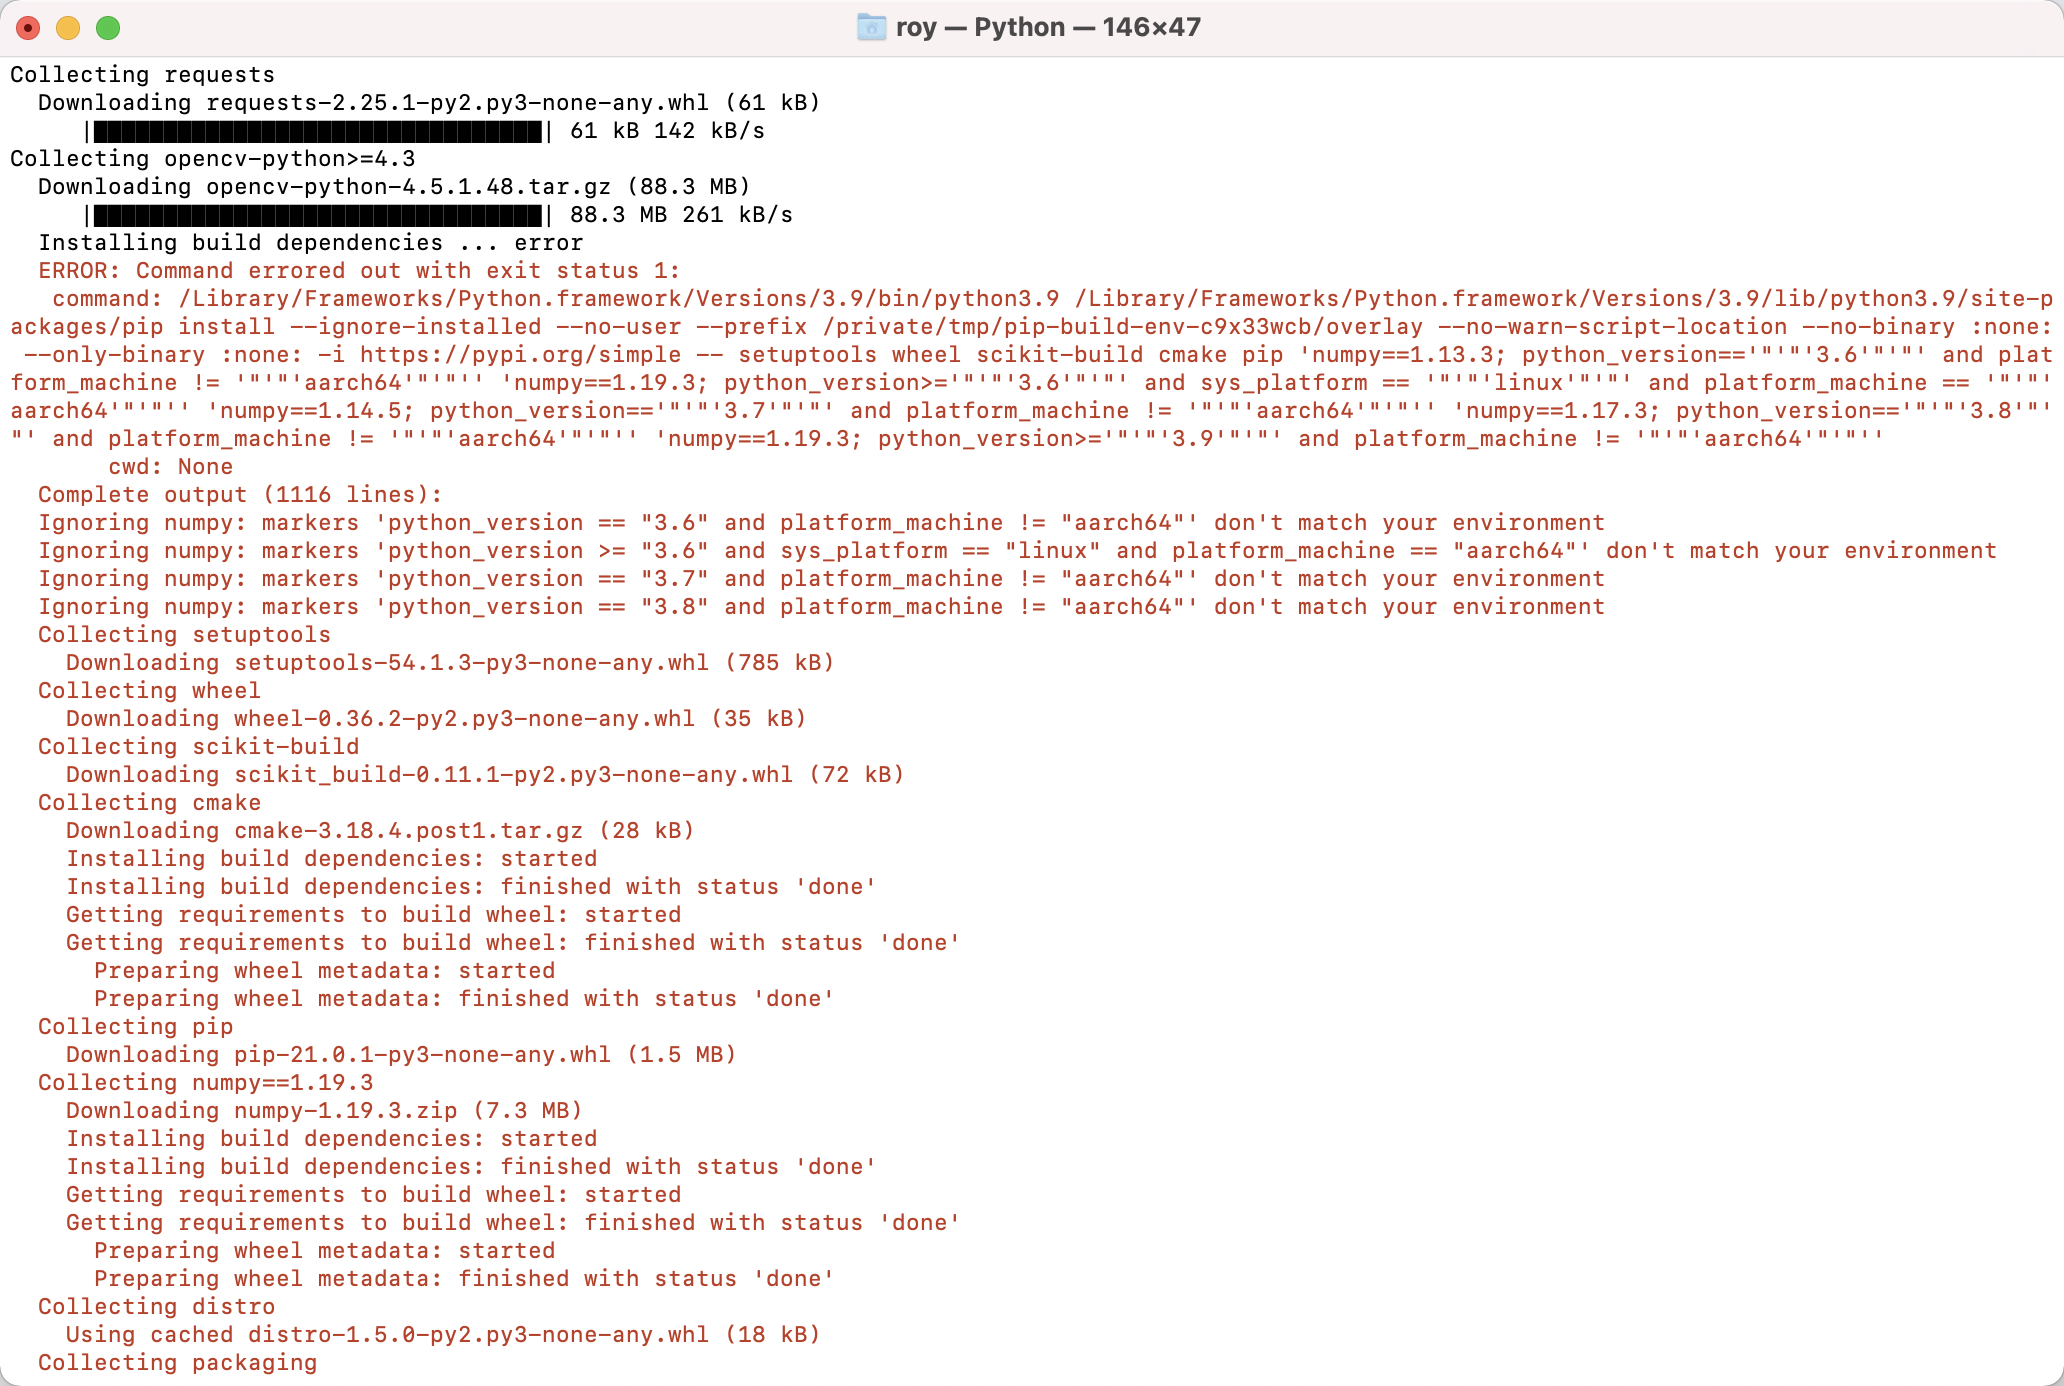 roy — Python — 146×47
Collecting requests
  Downloading requests-2.25.1-py2.py3-none-any.whl (61 kB)
     |████████████████████████████████| 61 kB 142 kB/s
Collecting opencv-python>=4.3
  Downloading opencv-python-4.5.1.48.tar.gz (88.3 MB)
     |████████████████████████████████| 88.3 MB 261 kB/s
  Installing build dependencies ... error
  ERROR: Command errored out with exit status 1:
   command: /Library/Frameworks/Python.framework/Versions/3.9/bin/python3.9 /Library/Frameworks/Python.framework/Versions/3.9/lib/python3.9/site-p
ackages/pip install --ignore-installed --no-user --prefix /private/tmp/pip-build-env-c9x33wcb/overlay --no-warn-script-location --no-binary :none:
 --only-binary :none: -i https://pypi.org/simple -- setuptools wheel scikit-build cmake pip 'numpy==1.13.3; python_version=='"'"'3.6'"'"' and plat
form_machine != '"'"'aarch64'"'"'' 'numpy==1.19.3; python_version>='"'"'3.6'"'"' and sys_platform == '"'"'linux'"'"' and platform_machine == '"'"'
aarch64'"'"'' 'numpy==1.14.5; python_version=='"'"'3.7'"'"' and platform_machine != '"'"'aarch64'"'"'' 'numpy==1.17.3; python_version=='"'"'3.8'"'
"' and platform_machine != '"'"'aarch64'"'"'' 'numpy==1.19.3; python_version>='"'"'3.9'"'"' and platform_machine != '"'"'aarch64'"'"''
       cwd: None
  Complete output (1116 lines):
  Ignoring numpy: markers 'python_version == "3.6" and platform_machine != "aarch64"' don't match your environment
  Ignoring numpy: markers 'python_version >= "3.6" and sys_platform == "linux" and platform_machine == "aarch64"' don't match your environment
  Ignoring numpy: markers 'python_version == "3.7" and platform_machine != "aarch64"' don't match your environment
  Ignoring numpy: markers 'python_version == "3.8" and platform_machine != "aarch64"' don't match your environment
  Collecting setuptools
    Downloading setuptools-54.1.3-py3-none-any.whl (785 kB)
  Collecting wheel
    Downloading wheel-0.36.2-py2.py3-none-any.whl (35 kB)
  Collecting scikit-build
    Downloading scikit_build-0.11.1-py2.py3-none-any.whl (72 kB)
  Collecting cmake
    Downloading cmake-3.18.4.post1.tar.gz (28 kB)
    Installing build dependencies: started
    Installing build dependencies: finished with status 'done'
    Getting requirements to build wheel: started
    Getting requirements to build wheel: finished with status 'done'
      Preparing wheel metadata: started
      Preparing wheel metadata: finished with status 'done'
  Collecting pip
    Downloading pip-21.0.1-py3-none-any.whl (1.5 MB)
  Collecting numpy==1.19.3
    Downloading numpy-1.19.3.zip (7.3 MB)
    Installing build dependencies: started
    Installing build dependencies: finished with status 'done'
    Getting requirements to build wheel: started
    Getting requirements to build wheel: finished with status 'done'
      Preparing wheel metadata: started
      Preparing wheel metadata: finished with status 'done'
  Collecting distro
    Using cached distro-1.5.0-py2.py3-none-any.whl (18 kB)
  Collecting packaging